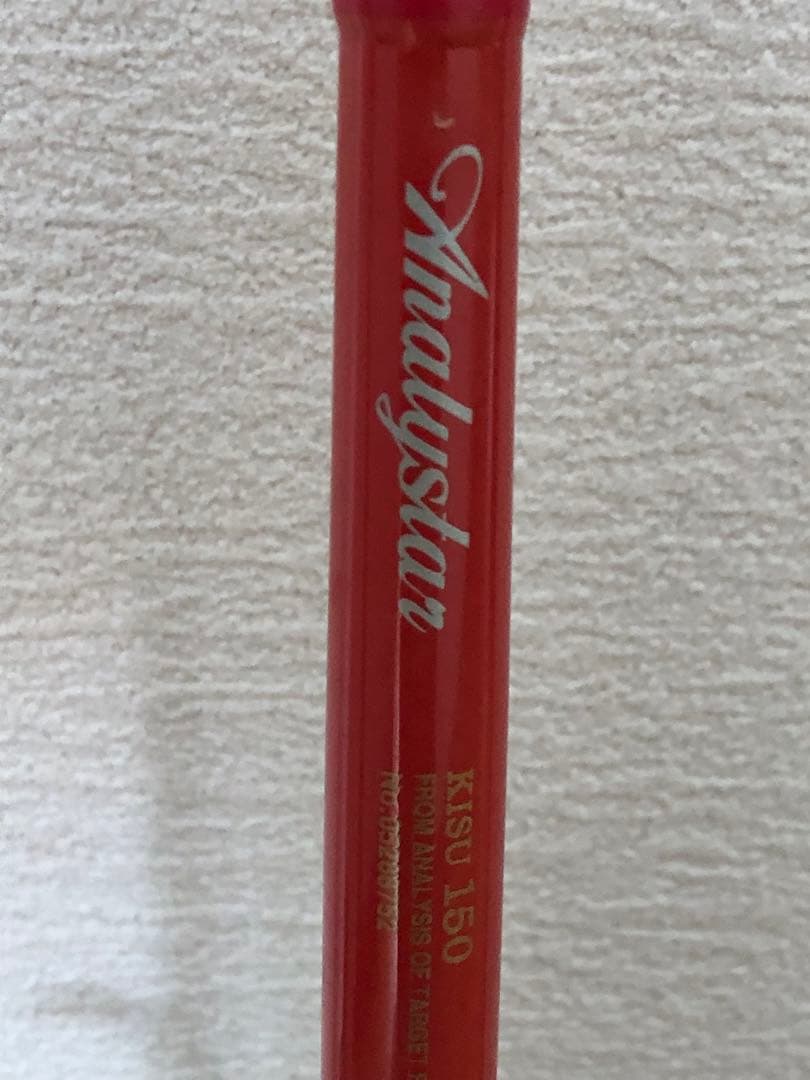 Analystar
KISU 150
FROM ANALYSIS OF TARGET